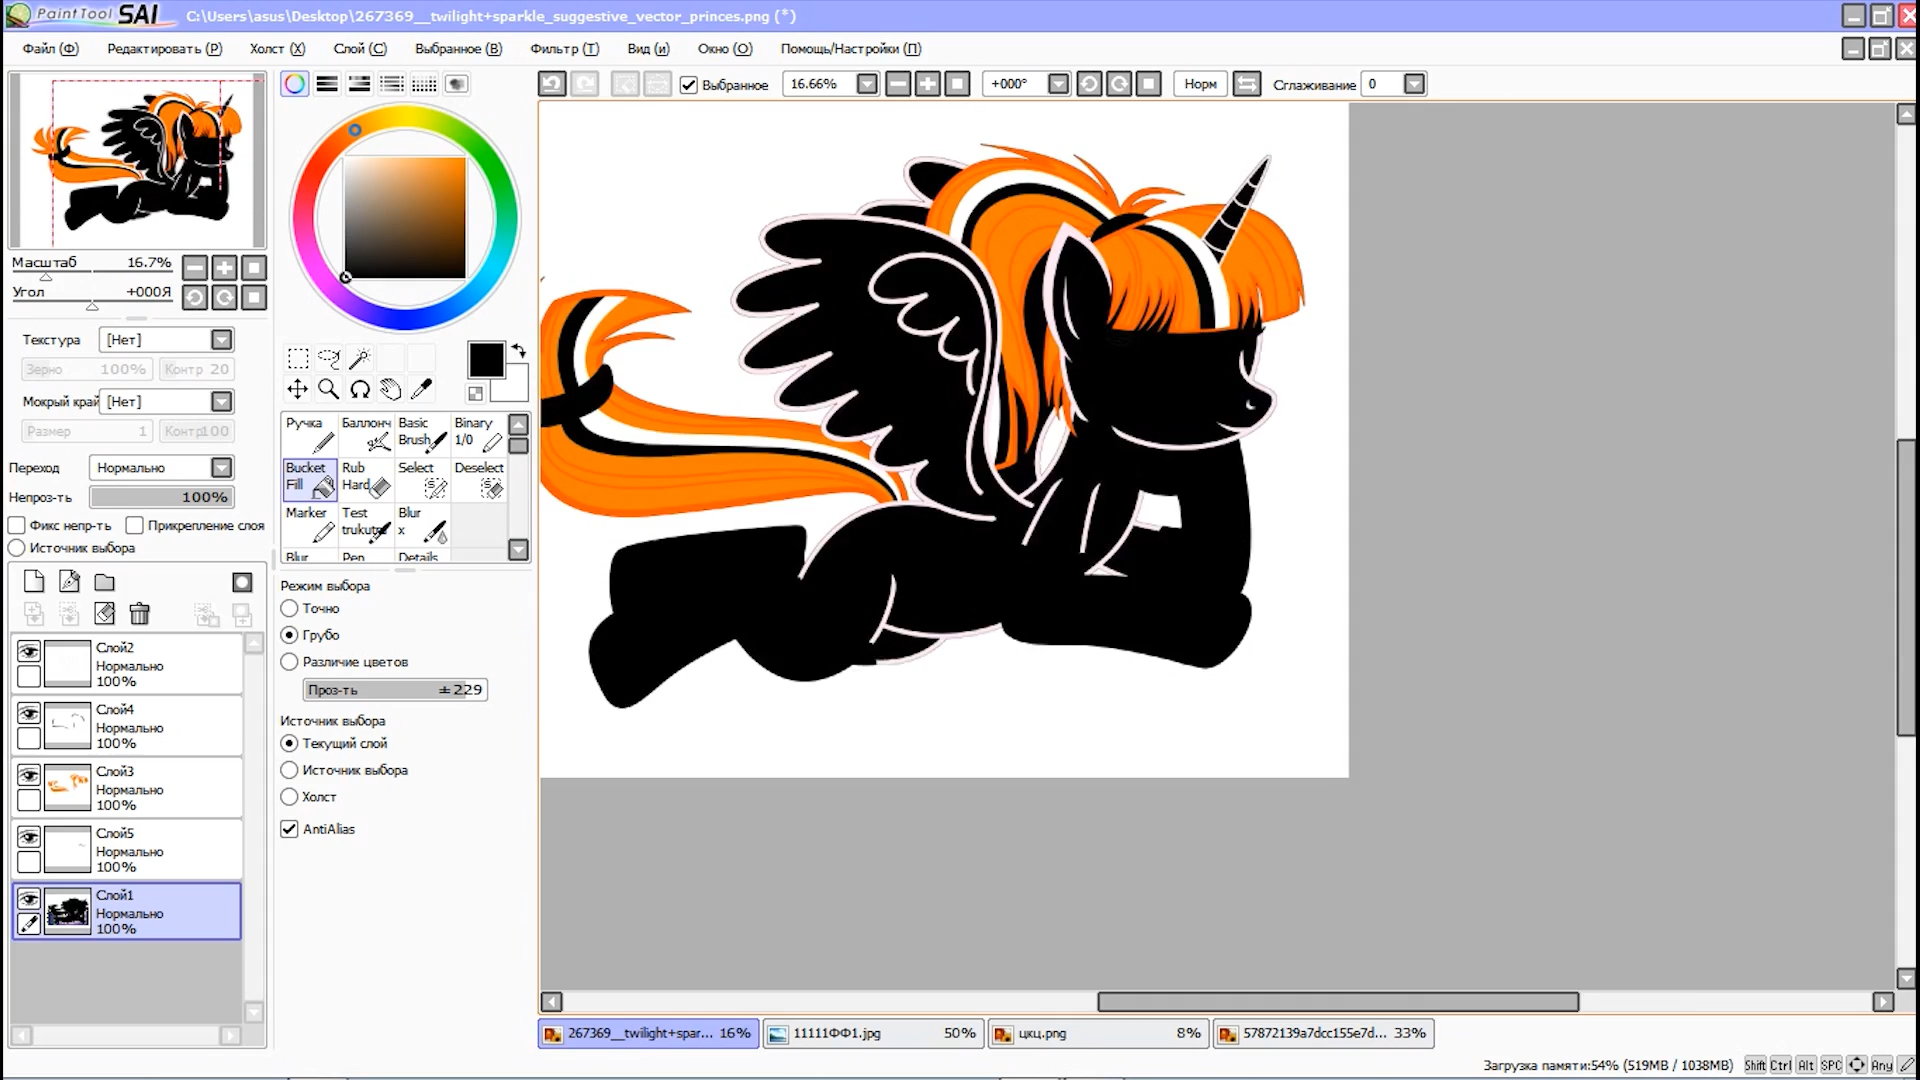 PaintTool SAI C:\Users\asus\Desktop\267369__twilight+sparkle_suggestive_vector_princes.png (*)
Файл (Ф) Редактировать (Р) Холст (Х) Слой (С) Выбранное (В) Фильтр (Т) Вид (и) Окно (О) Помощь/Настройки (П)
Выбранное 16.66% +000° Норм Сглаживание 0
Масштаб 16.7%
Угол +000Я
Текстура [Нет]
Зерно 100% Контр 20
Мокрый край [Нет]
Размер 1 Контр100
Переход Нормально
Непроз-ть 100%
Фикс непр-ть Прикрепление слоя
Источник выбора
Слой2
Нормально
100%
Слой4
Нормально
100%
Слой3
Нормально
100%
Слой5
Нормально
100%
Слой1
Нормально
100%
Ручка Баллонч Basic Brush Binary 1/0
Bucket Fill Rub Hard Select Deselect
Marker Test trukutre Blur x
Blur Pen Details
Режим выбора
Точно
Грубо
Различие цветов
Проз-ть ±229
Источник выбора
Текущий слой
Источник выбора
Холст
AntiAlias
267369__twilight+spar... 16% 11111ФФ1.jpg 50% цкц.png 8% 57872139a7dcc155e7d... 33%
Загрузка памяти:54% (519MB / 1038MB) Shift Ctrl Alt SPC Any